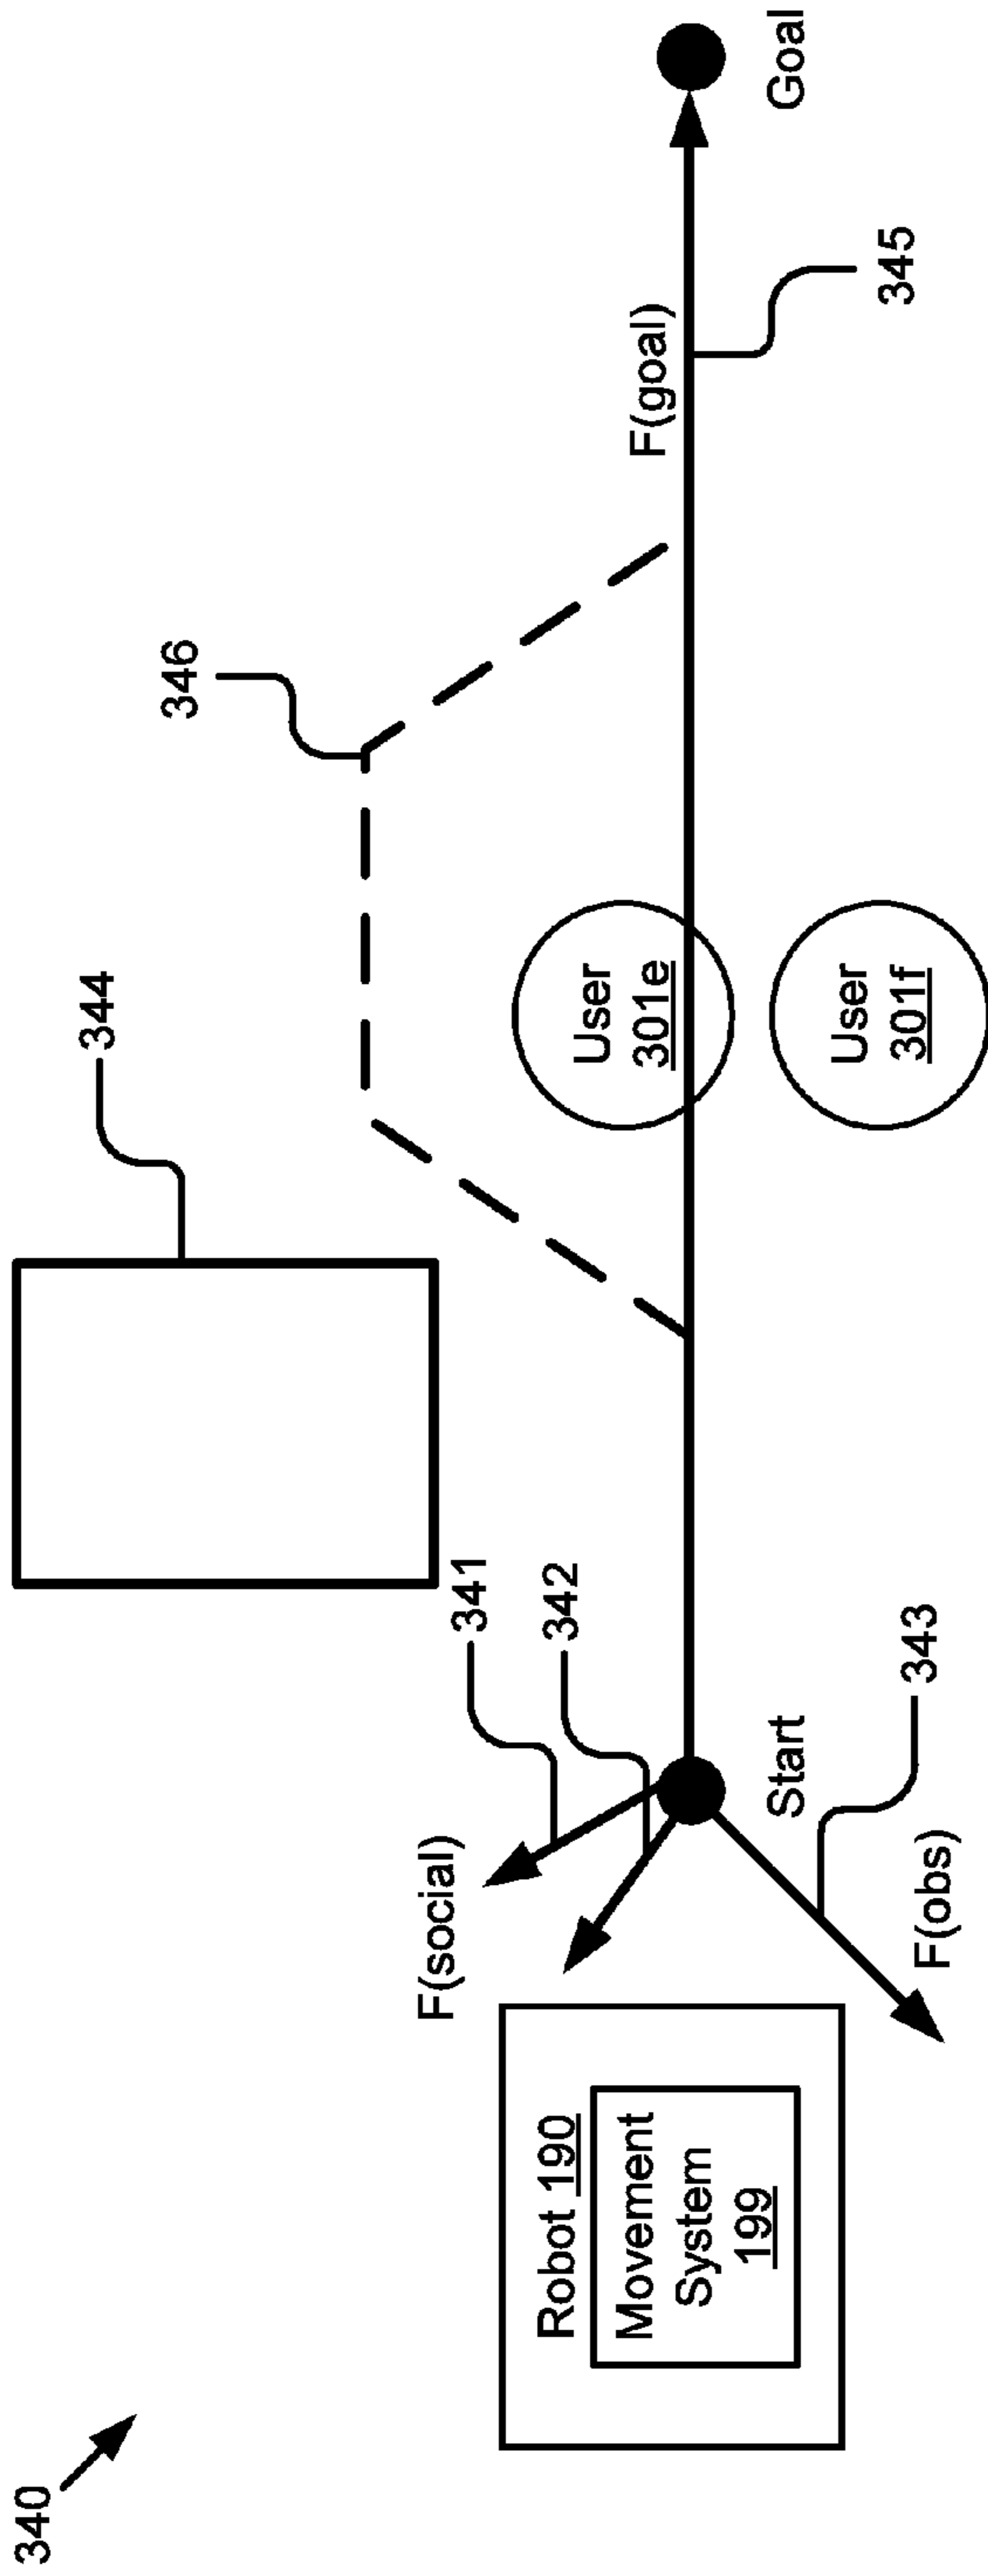 340
344
346
341
342
F(social)
F(goal)
Goal
Robot 190
Movement
System
199
User
301e
User
301f
Start
345
F(obs)
343